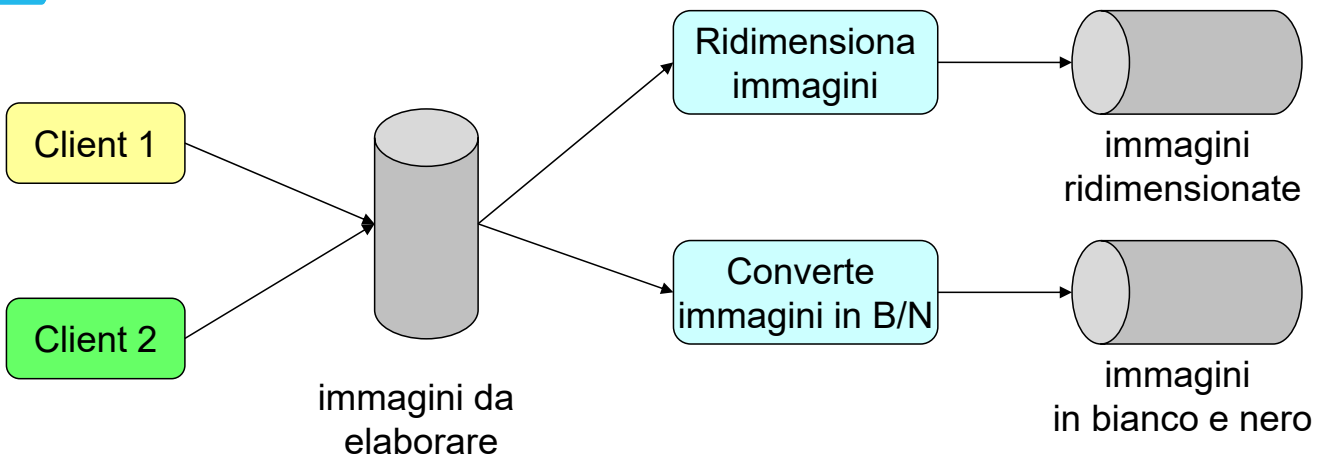 Client 1
Client 2
immagini da
elaborare
Ridimensiona
immagini
Converte
immagini in B/N
immagini
ridimensionate
immagini
in bianco e nero